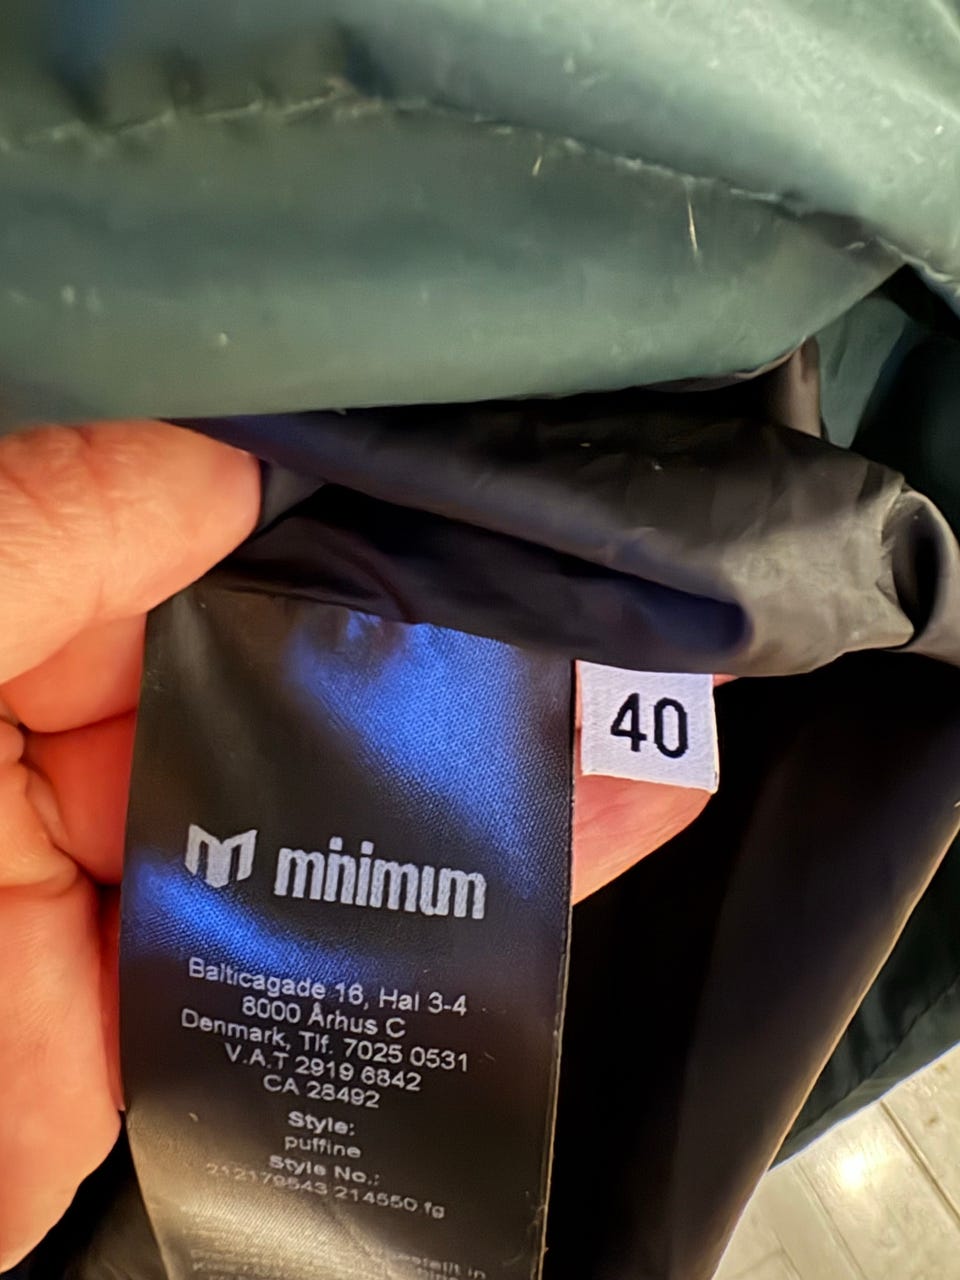 40
minimum
Balticagade 16, Hal 3-4
8000 Århus C
Denmark, Tlf. 7025 0531
V.A.T 2919 6842
CA 28492
Style:
puffine
Style No.:
212179543 214550 fg